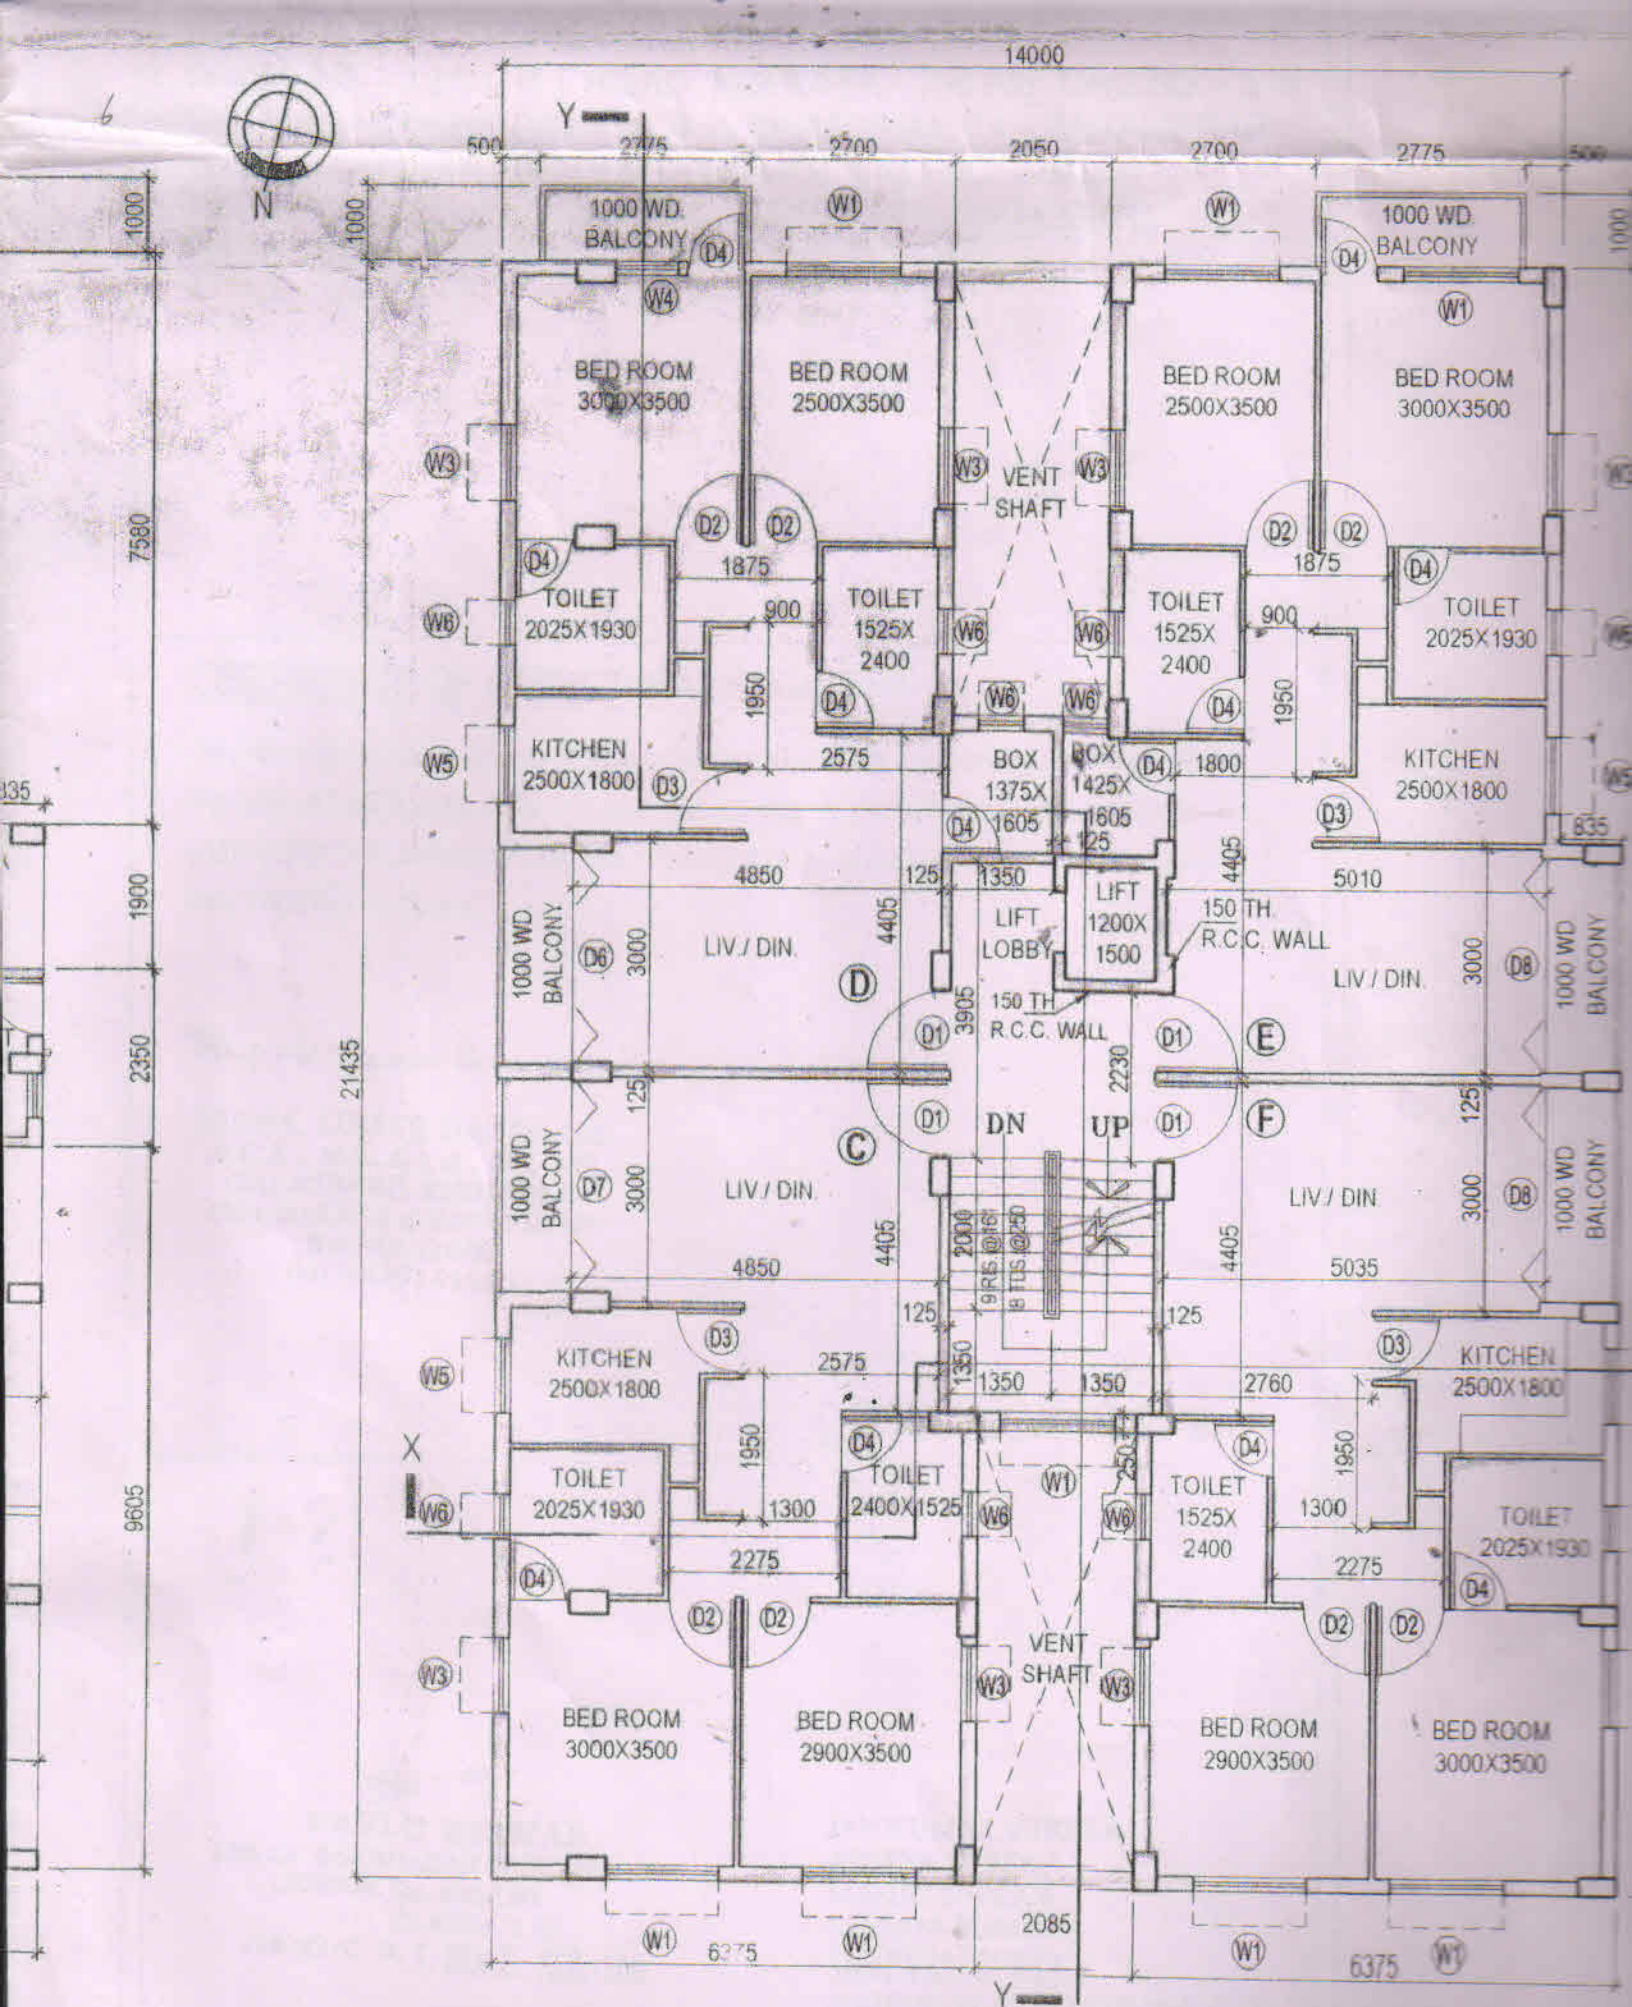 14000
Y
500
2775
2700
2050
2700
2775
500
N
1000
1000
1000
1000 WD.
BALCONY
D4
W1
W1
1000 WD.
BALCONY
D4
W4
W1
BED ROOM
3000X3500
BED ROOM
2500X3500
BED ROOM
2500X3500
BED ROOM
3000X3500
W3
W3
VENT
SHAFT
W3
7580
D2
D2
D2
D2
D4
1875
1875
D4
TOILET
2025X1930
900
TOILET
1525X
2400
TOILET
1525X
2400
900
TOILET
2025X1930
W6
W6
W6
1950
D4
W6
W6
D4
1950
KITCHEN
2500X1800
W5
D3
2575
BOX
1375X
1605
D4
BOX
1425X
1605
D4
1800
KITCHEN
2500X1800
D3
W5
125
835
835
4850
125
1350
LIFT
1200X
1500
4405
5010
1900
1000 WD
BALCONY
D6
3000
LIV./ DIN.
4405
LIFT
LOBBY
150 TH.
R.C.C. WALL
LIV / DIN.
3000
D8
1000 WD
BALCONY
D
3905
150 TH
R.C.C. WALL
D1
D1
E
2350
21435
2230
125
125
D1
DN
UP
D1
F
C
1000 WD
BALCONY
D7
3000
LIV./ DIN.
4405
2000
9 RIS.@161
8 TDS.@250
LIV./ DIN
4405
3000
D8
1000 WD
BALCONY
4850
5035
125
125
KITCHEN
2500X1800
D3
W5
2575
1350
1350
1350
2760
D3
KITCHEN
2500X1800
X
1950
D4
TOILET
2400X1525
W1
250
D4
1950
TOILET
2025X1930
W6
1300
W6
W6
TOILET
1525X
2400
1300
TOILET
2025X1930
9605
D4
2275
2275
D4
D2
D2
D2
D2
W3
VENT
SHAFT
W3
W3
BED ROOM
3000X3500
BED ROOM
2900X3500
BED ROOM
2900X3500
BED ROOM
3000X3500
2085
W1
W1
W1
W1
6375
6375
Y